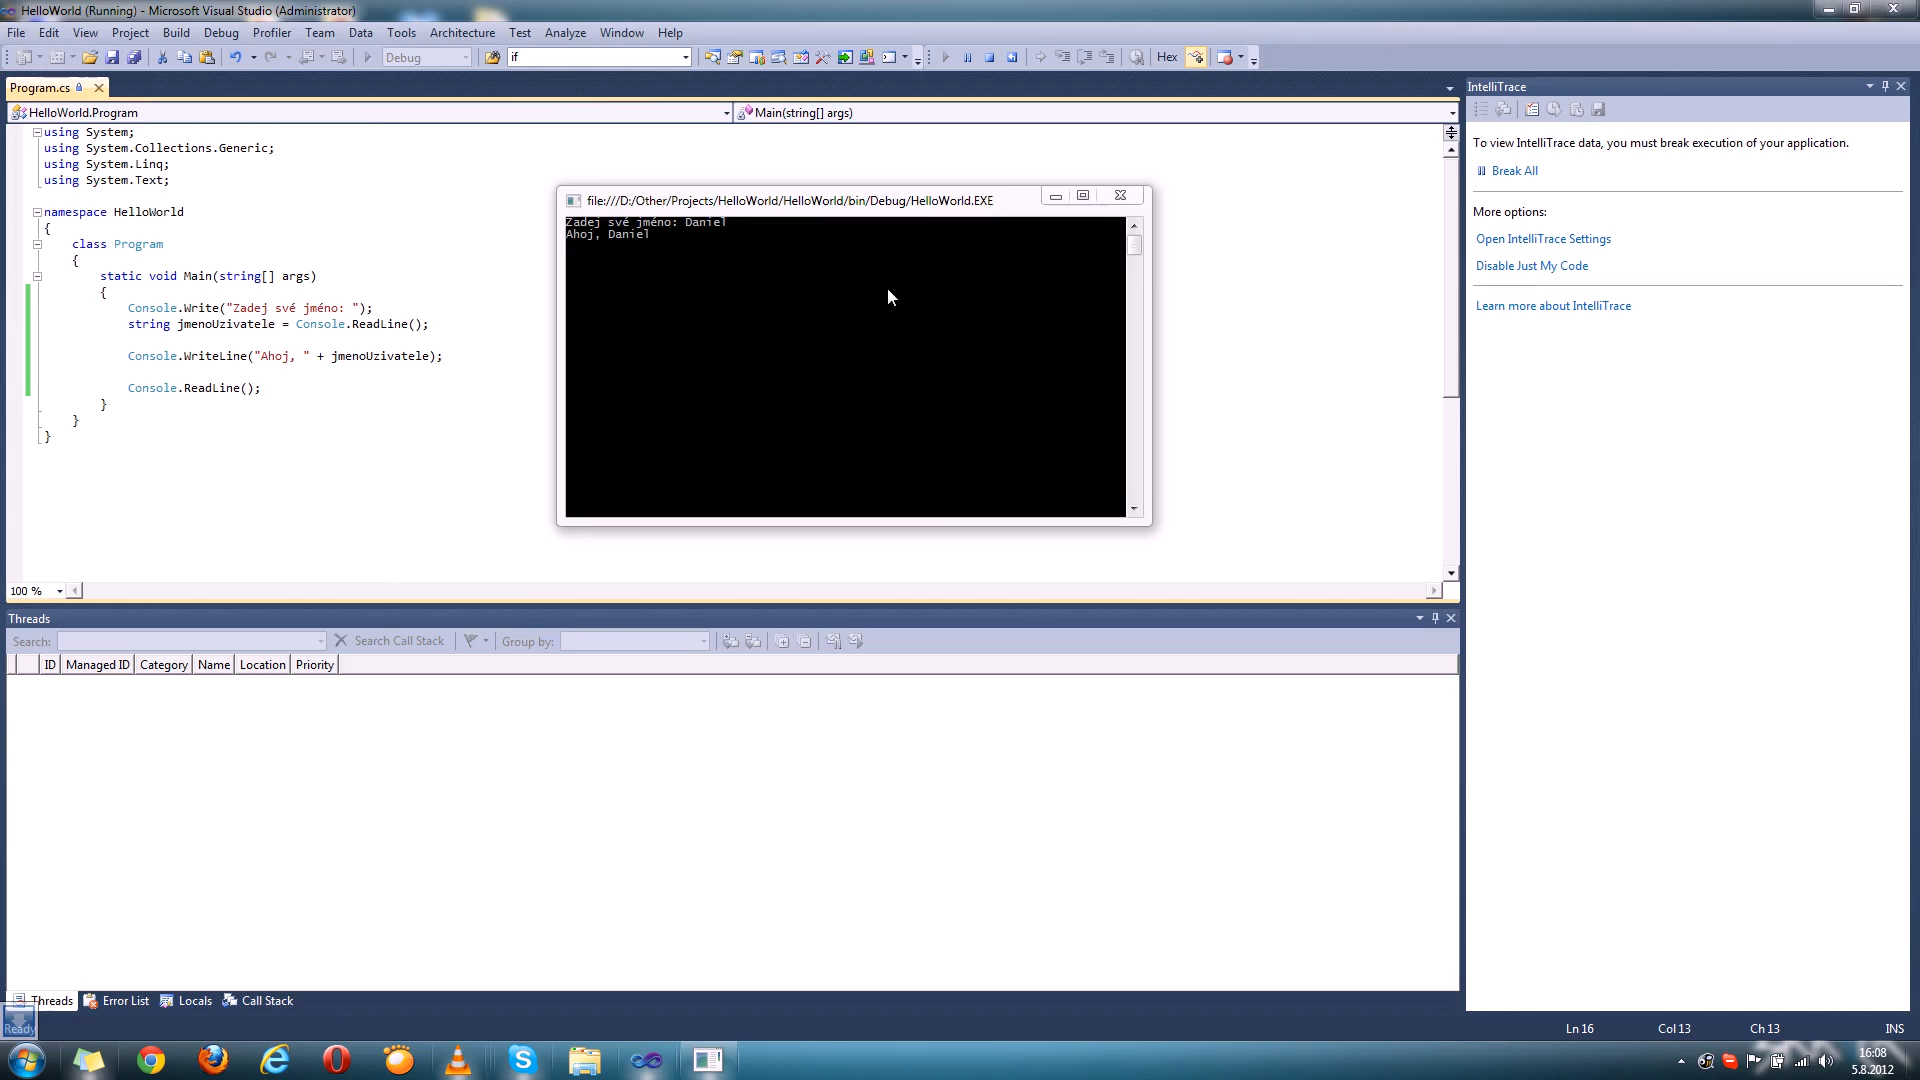 HelloWorld (Running) - Microsoft Visual Studio (Administrator)
File Edit View Project Build Debug Profiler Team Data Tools Architecture Test Analyze Window Help
Debug if Hex
Program.cs
HelloWorld.Program Main(string[] args)
using System;
using System.Collections.Generic;
using System.Linq;
using System.Text;
namespace HelloWorld
{
class Program
{
static void Main(string[] args)
{
Console.Write("Zadej své jméno: ");
string jmenoUzivatele = Console.ReadLine();
Console.WriteLine("Ahoj, " + jmenoUzivatele);
Console.ReadLine();
}
}
}
100 %
file:///D:/Other/Projects/HelloWorld/HelloWorld/bin/Debug/HelloWorld.EXE
Zadej své jméno: Daniel
Ahoj, Daniel
IntelliTrace
To view IntelliTrace data, you must break execution of your application.
Break All
More options:
Open IntelliTrace Settings
Disable Just My Code
Learn more about IntelliTrace
Threads
Search: Search Call Stack Group by:
ID Managed ID Category Name Location Priority
Threads Error List Locals Call Stack
Ready Ln 16 Col 13 Ch 13 INS
16:08
5.8.2012